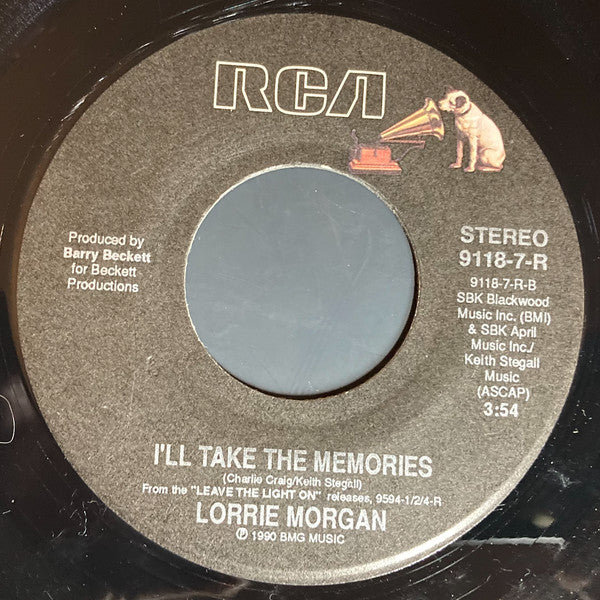 RCA
Produced by
Barry Beckett
for Beckett
Productions
STEREO
9118-7-R
9118-7-R-B
SBK Blackwood
Music Inc. (BMI)
& SBK April
Music Inc./
Keith Stegall
Music
(ASCAP)
3:54
I'LL TAKE THE MEMORIES
(Charlie Craig/Keith Stegall)
From the "LEAVE THE LIGHT ON" releases, 9594-1/2/4-R
LORRIE MORGAN
℗ 1990 BMG MUSIC